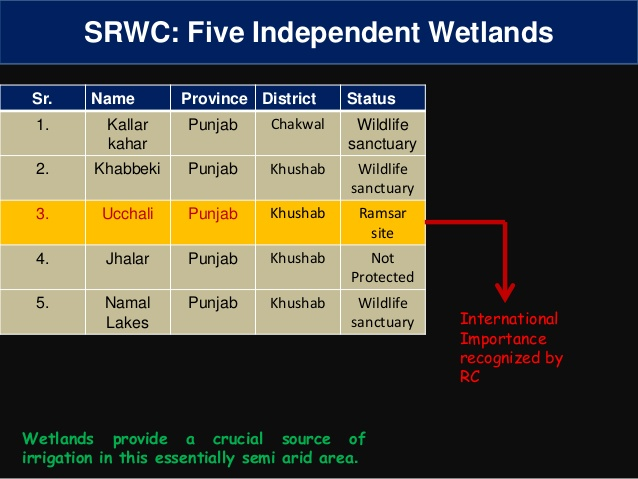 SRWC: Five Independent Wetlands
Sr. Name Province District Status
1. Kallar kahar Punjab Chakwal Wildlife sanctuary
2. Khabbeki Punjab Khushab Wildlife sanctuary
3. Ucchali Punjab Khushab Ramsar site
4. Jhalar Punjab Khushab Not Protected
5. Namal Lakes Punjab Khushab Wildlife sanctuary
International
Importance
recognized by
RC
Wetlands provide a crucial source of
irrigation in this essentially semi arid area.